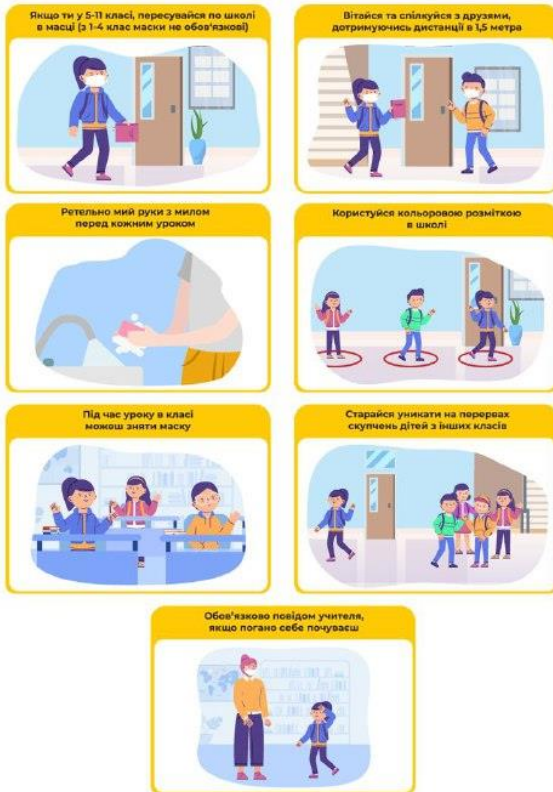 Якщо ти у 5-11 класі, пересувайся по школі
в масці (з 1-4 клас маски не обов'язкові)
Вітайся та спілкуйся з друзями,
дотримуючись дистанції в 1,5 метра
Ретельно мий руки з милом
перед кожним уроком
Користуйся кольоровою розміткою
в школі
Під час уроку в класі
можеш зняти маску
Старайся уникати на перервах
скупчень дітей з інших класів
Обов'язково повідом учителя,
якщо погано себе почуваєш